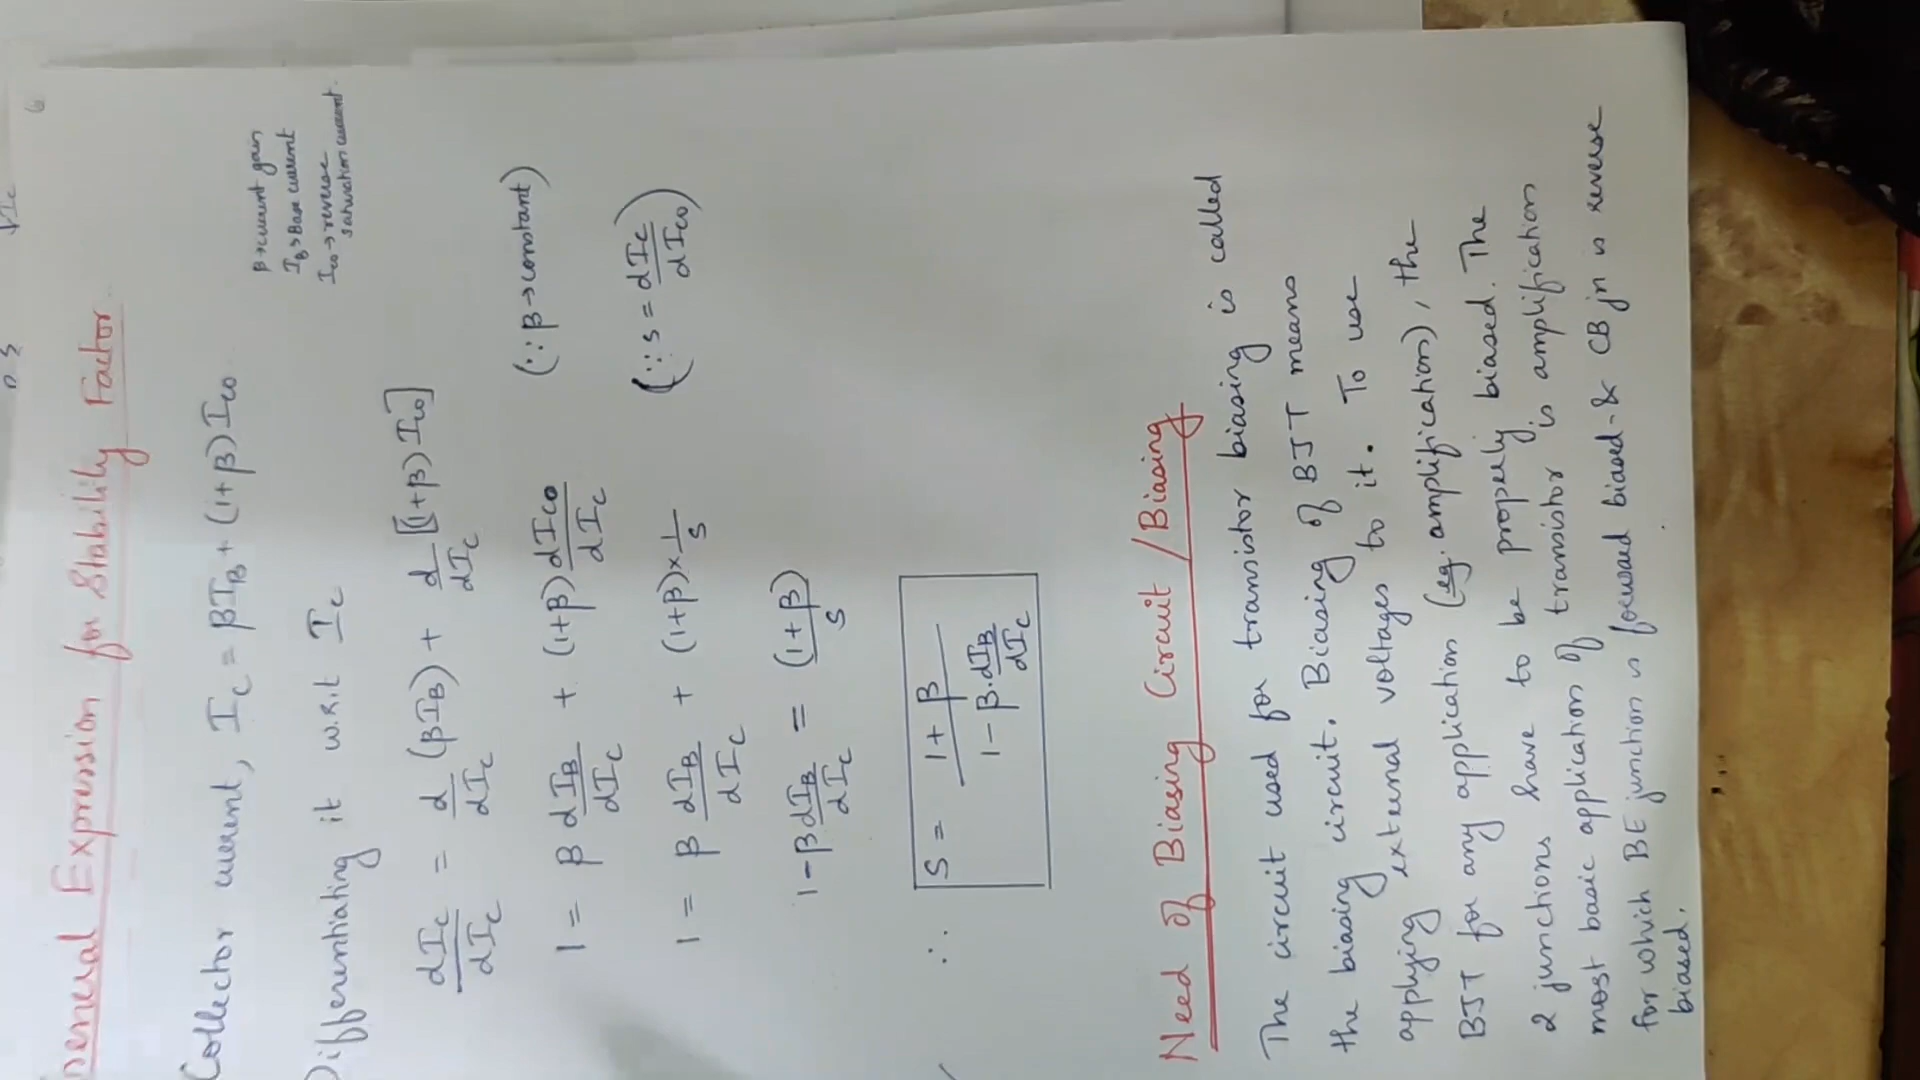 General Expression for Stability Factor
Collector current, I_C = βI_B + (1+β)I_CO
β→current gain
I_B→Base current
I_CO→reverse
saturation current
Differentiating it w.r.t I_C
dI_C/dI_C = d/dI_C (βI_B) + d/dI_C [(1+β)I_CO]
1 = β dI_B/dI_C + (1+β) dI_CO/dI_C (∵ β→constant)
1 = β dI_B/dI_C + (1+β)× 1/S (∵ S = dI_C/dI_CO)
1-β dI_B/dI_C = (1+β)/S
∴ S = 1+β / 1-β.dI_B/dI_C
Need of Biasing Circuit / Biasing
The circuit used for transistor biasing is called
the biasing circuit. Biasing of BJT means
applying external voltages to it. To use
BJT for any application (eg. amplification), the
2 junctions have to be properly biased. The
most basic application of transistor is amplification
for which BE junction is forward biased & CB jn is reverse
biased.